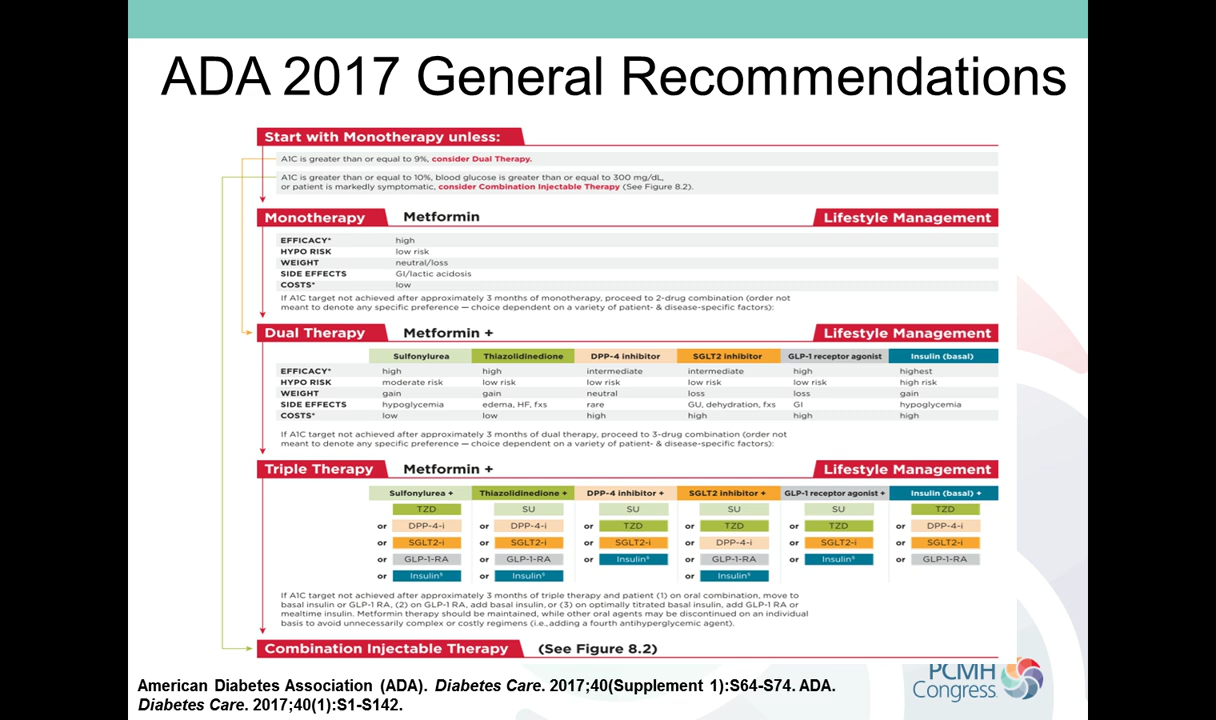 ADA 2017 General Recommendations
Start with Monotherapy unless:
A1C is greater than or equal to 9%, consider Dual Therapy.
A1C is greater than or equal to 10%, blood glucose is greater than or equal to 300 mg/dL,
or patient is markedly symptomatic, consider Combination Injectable Therapy (See Figure 8.2).
Monotherapy Metformin Lifestyle Management
EFFICACY* high
HYPO RISK low risk
WEIGHT neutral/loss
SIDE EFFECTS GI/lactic acidosis
COSTS* low
If A1C target not achieved after approximately 3 months of monotherapy, proceed to 2-drug combination (order not
meant to denote any specific preference — choice dependent on a variety of patient- & disease-specific factors):
Dual Therapy Metformin + Lifestyle Management
Sulfonylurea Thiazolidinedione DPP-4 inhibitor SGLT2 inhibitor GLP-1 receptor agonist Insulin (basal)
EFFICACY* high high intermediate intermediate high highest
HYPO RISK moderate risk low risk low risk low risk low risk high risk
WEIGHT gain gain neutral loss loss gain
SIDE EFFECTS hypoglycemia edema, HF, fxs rare GU, dehydration, fxs GI hypoglycemia
COSTS* low low high high high high
If A1C target not achieved after approximately 3 months of dual therapy, proceed to 3-drug combination (order not
meant to denote any specific preference — choice dependent on a variety of patient- & disease-specific factors):
Triple Therapy Metformin + Lifestyle Management
Sulfonylurea + Thiazolidinedione + DPP-4 inhibitor + SGLT2 inhibitor + GLP-1 receptor agonist + Insulin (basal) +
TZD SU SU SU SU TZD
or DPP-4-i or DPP-4-i or TZD or TZD or TZD or DPP-4-i
or SGLT2-i or SGLT2-i or SGLT2-i or DPP-4-i or SGLT2-i or SGLT2-i
or GLP-1-RA or GLP-1-RA or Insulin§ or GLP-1-RA or Insulin§ or GLP-1-RA
or Insulin§ or Insulin§ or Insulin§
If A1C target not achieved after approximately 3 months of triple therapy and patient (1) on oral combination, move to
basal insulin or GLP-1 RA, (2) on GLP-1 RA, add basal insulin, or (3) on optimally titrated basal insulin, add GLP-1 RA or
mealtime insulin. Metformin therapy should be maintained, while other oral agents may be discontinued on an individual
basis to avoid unnecessarily complex or costly regimens (i.e., adding a fourth antihyperglycemic agent).
Combination Injectable Therapy (See Figure 8.2)
American Diabetes Association (ADA). Diabetes Care. 2017;40(Supplement 1):S64-S74. ADA.
Diabetes Care. 2017;40(1):S1-S142.
PCMH
Congress